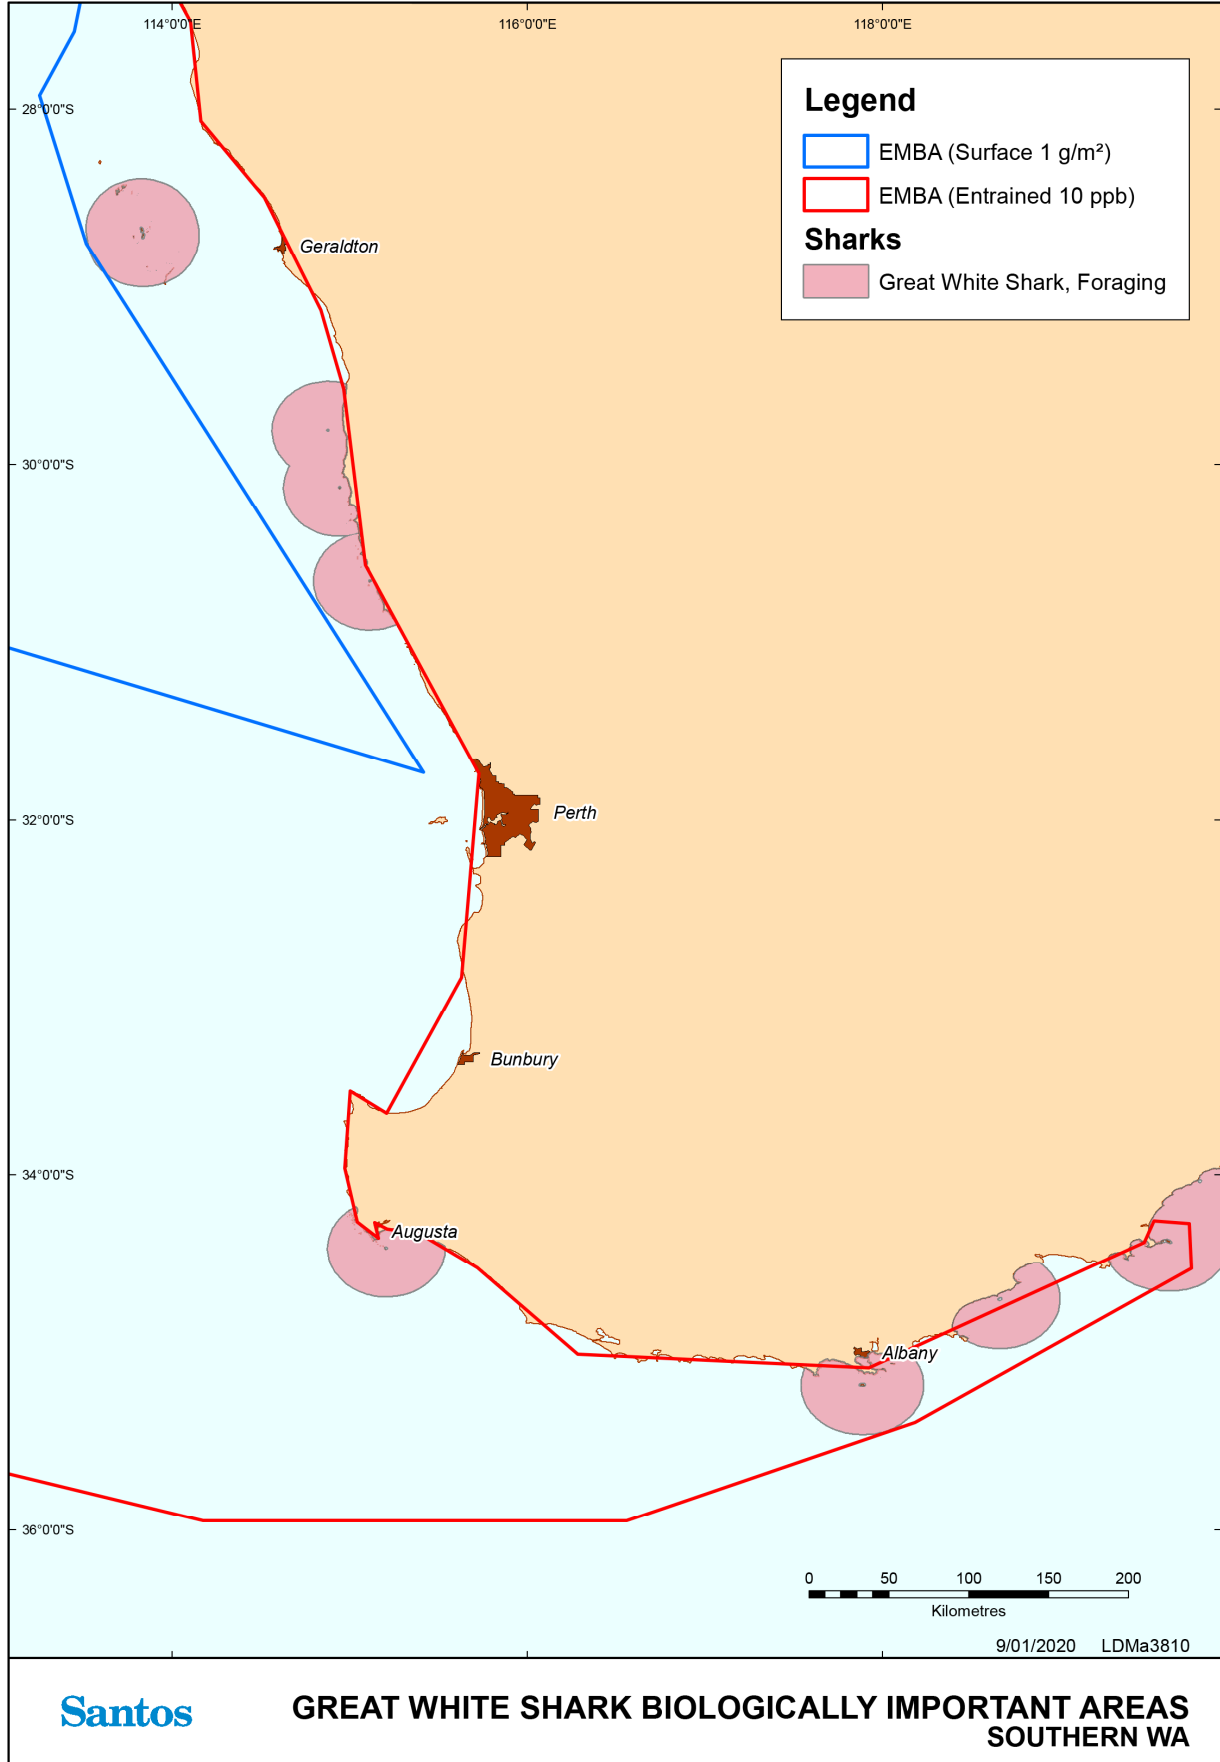 114°0'0"E
116°0'0"E
118°0'0"E
28°0'0"S
30°0'0"S
32°0'0"S
34°0'0"S
36°0'0"S
Legend
EMBA (Surface 1 g/m²)
EMBA (Entrained 10 ppb)
Sharks
Great White Shark, Foraging
Geraldton
Perth
Bunbury
Augusta
Albany
0 50 100 150 200
Kilometres
9/01/2020 LDMa3810
Santos
GREAT WHITE SHARK BIOLOGICALLY IMPORTANT AREAS
SOUTHERN WA